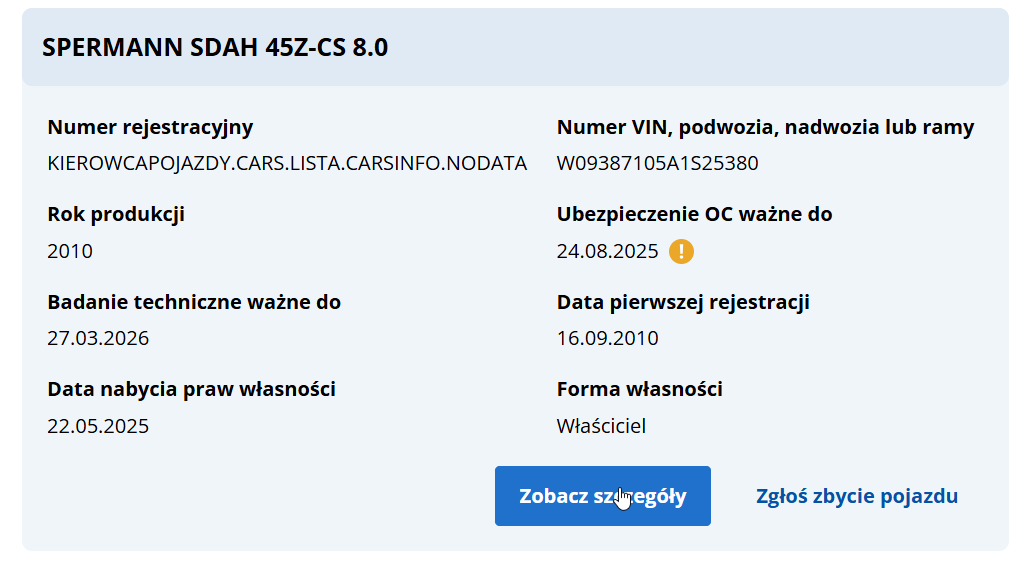 SPERMANN SDAH 45Z-CS 8.0
Numer rejestracyjny
KIEROWCAPOJAZDY.CARS.LISTA.CARSINFO.NODATA
Numer VIN, podwozia, nadwozia lub ramy
W09387105A1S25380
Rok produkcji
2010
Ubezpieczenie OC ważne do
24.08.2025 !
Badanie techniczne ważne do
27.03.2026
Data pierwszej rejestracji
16.09.2010
Data nabycia praw własności
22.05.2025
Forma własności
Właściciel
Zobacz szczegóły
Zgłoś zbycie pojazdu